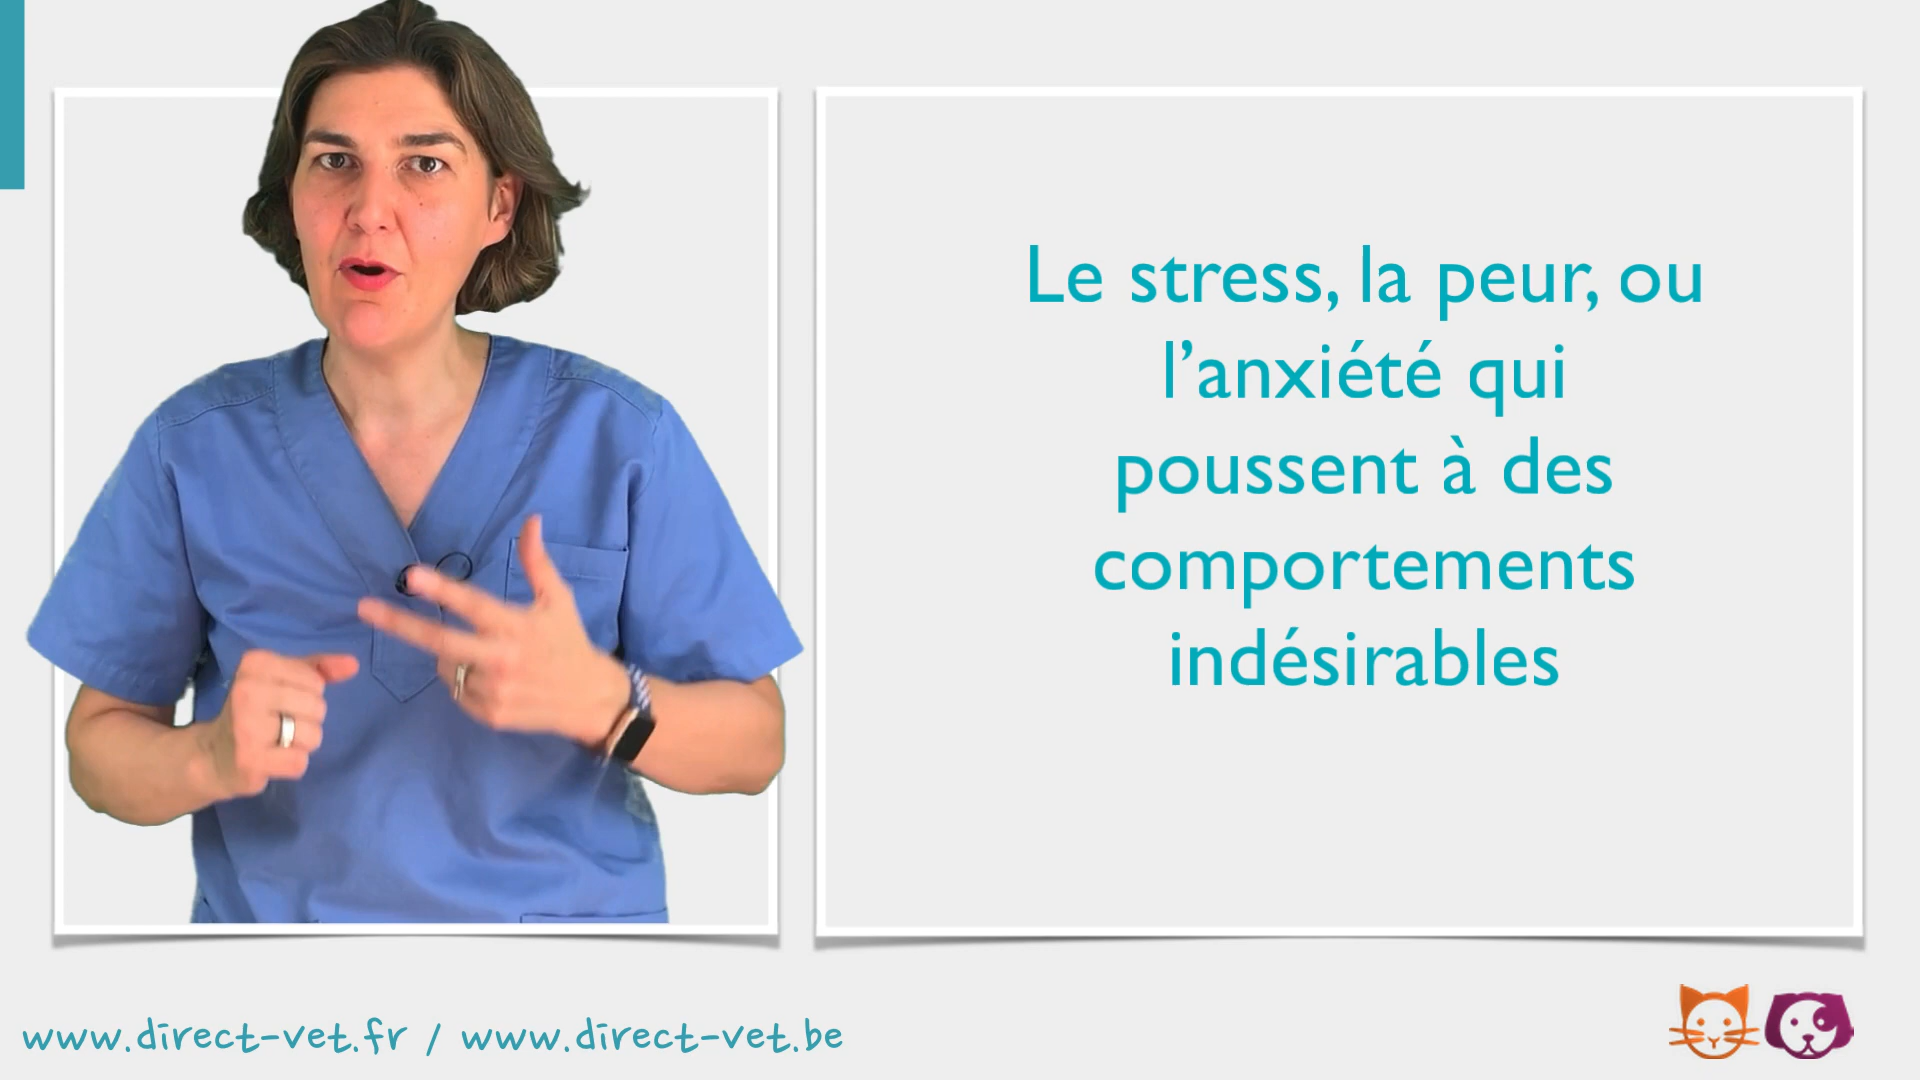 Le stress, la peur, ou
l’anxiété qui
poussent à des
comportements
indésirables
www.direct-vet.fr / www.direct-vet.be